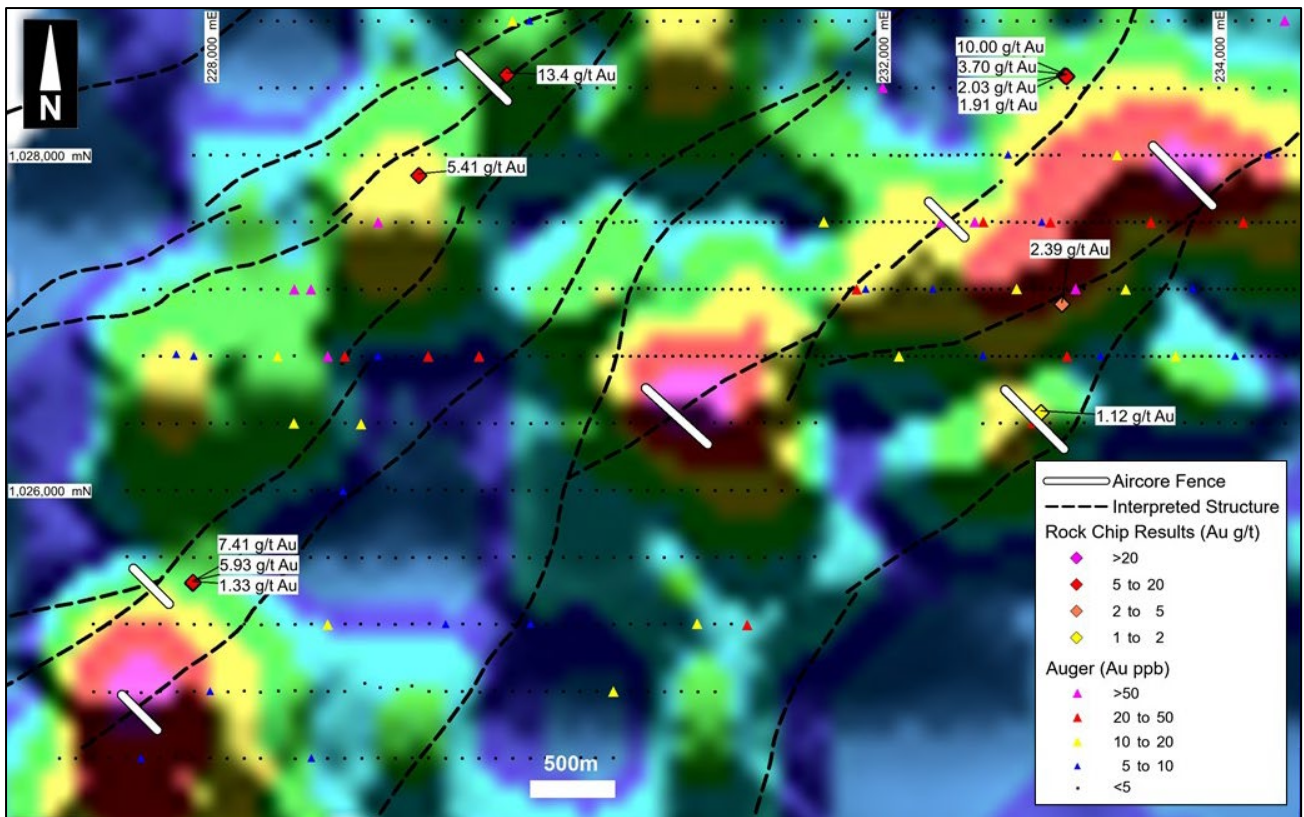 N
228,000 mE
232,000 mE
234,000 mE
13.4 g/t Au
10.00 g/t Au
3.70 g/t Au
2.03 g/t Au
1.91 g/t Au
1,028,000 mN
5.41 g/t Au
2.39 g/t Au
1.12 g/t Au
1,026,000 mN
7.41 g/t Au
5.93 g/t Au
1.33 g/t Au
500m
Aircore Fence
Interpreted Structure
Rock Chip Results (Au g/t)
>20
5 to 20
2 to 5
1 to 2
Auger (Au ppb)
>50
20 to 50
10 to 20
5 to 10
<5